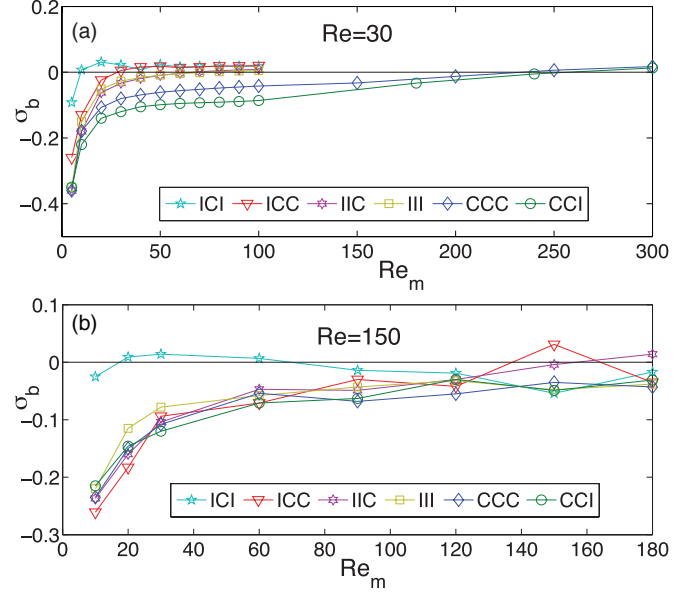 (a)
Re=30
0
−0.2
−0.4
σb
0 50 100 150 200 250 300
Rem
ICI ICC IIC III CCC CCI
(b)
Re=150
0.1
0
−0.1
−0.2
−0.3
σb
0 20 40 60 80 100 120 140 160 180
Rem
ICI ICC IIC III CCC CCI